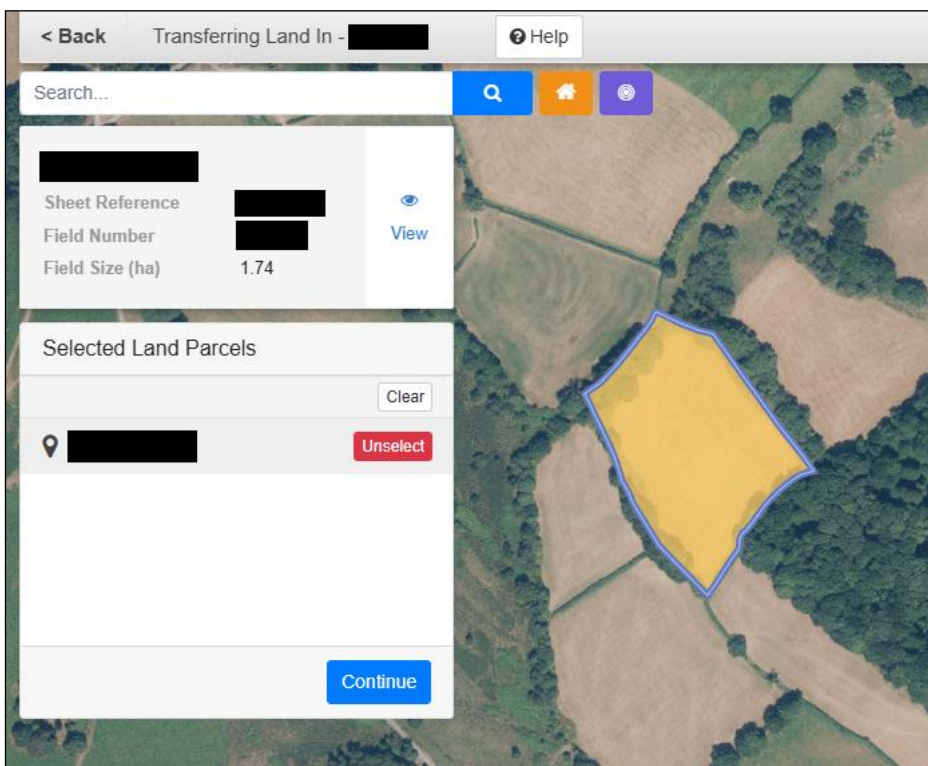 < Back Transferring Land In - Help
Search...
Sheet Reference
Field Number View
Field Size (ha) 1.74
Selected Land Parcels
Clear
Unselect
Continue